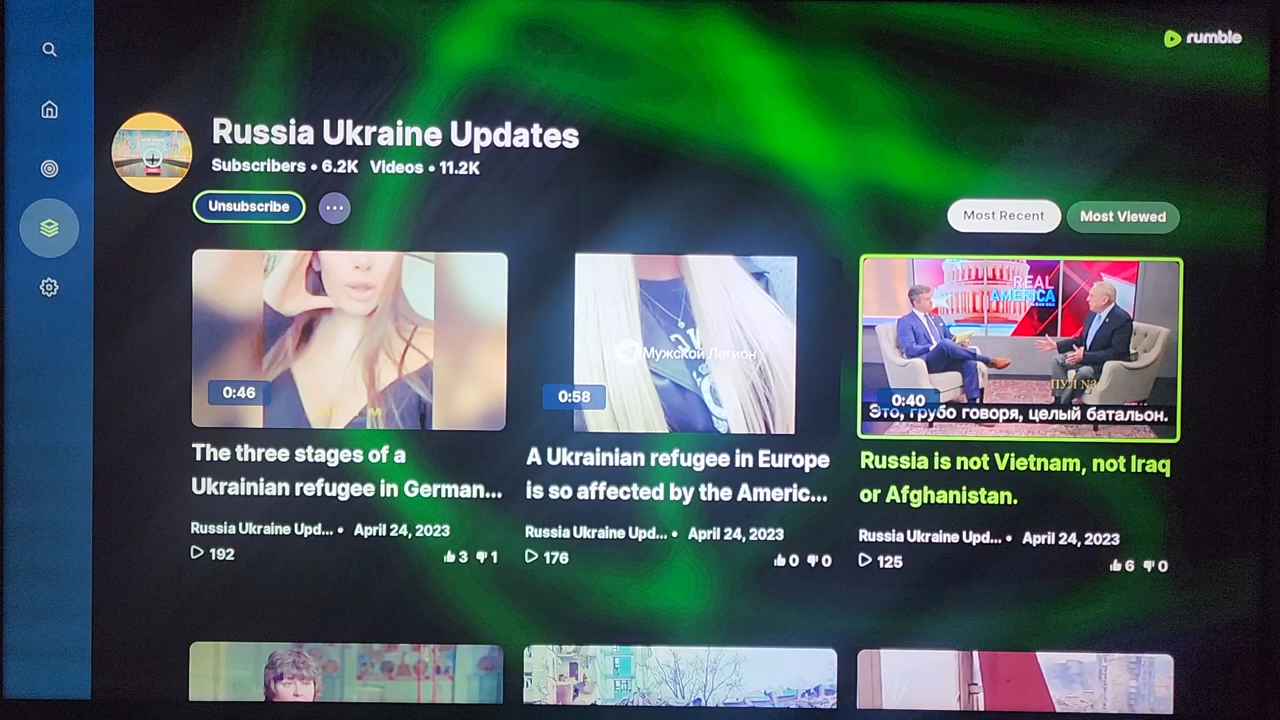 rumble
Russia Ukraine Updates
Subscribers • 6.2K Videos • 11.2K
Unsubscribe
Most Recent
Most Viewed
0:46
Мужской Легион
0:58
REAL
AMERICA
ПУЛ N3
0:40
Это, грубо говоря, целый батальон.
The three stages of a
Ukrainian refugee in German...
Russia Ukraine Upd... • April 24, 2023
192
3 1
A Ukrainian refugee in Europe
is so affected by the Americ...
Russia Ukraine Upd... • April 24, 2023
176
0 0
Russia is not Vietnam, not Iraq
or Afghanistan.
Russia Ukraine Upd... • April 24, 2023
125
6 0